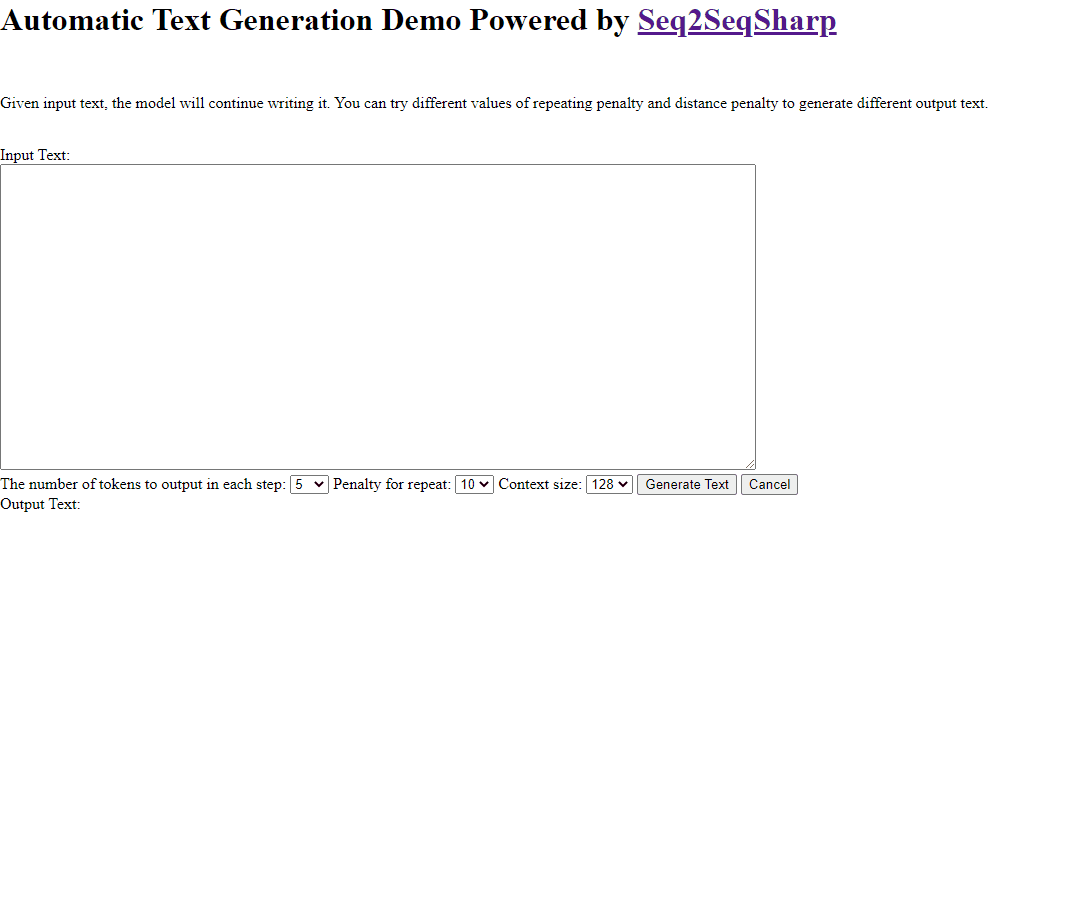 Automatic Text Generation Demo Powered by Seq2SeqSharp
Given input text, the model will continue writing it. You can try different values of repeating penalty and distance penalty to generate different output text.
Input Text:
The number of tokens to output in each step: 5 Penalty for repeat: 10 Context size: 128 Generate Text Cancel
Output Text: